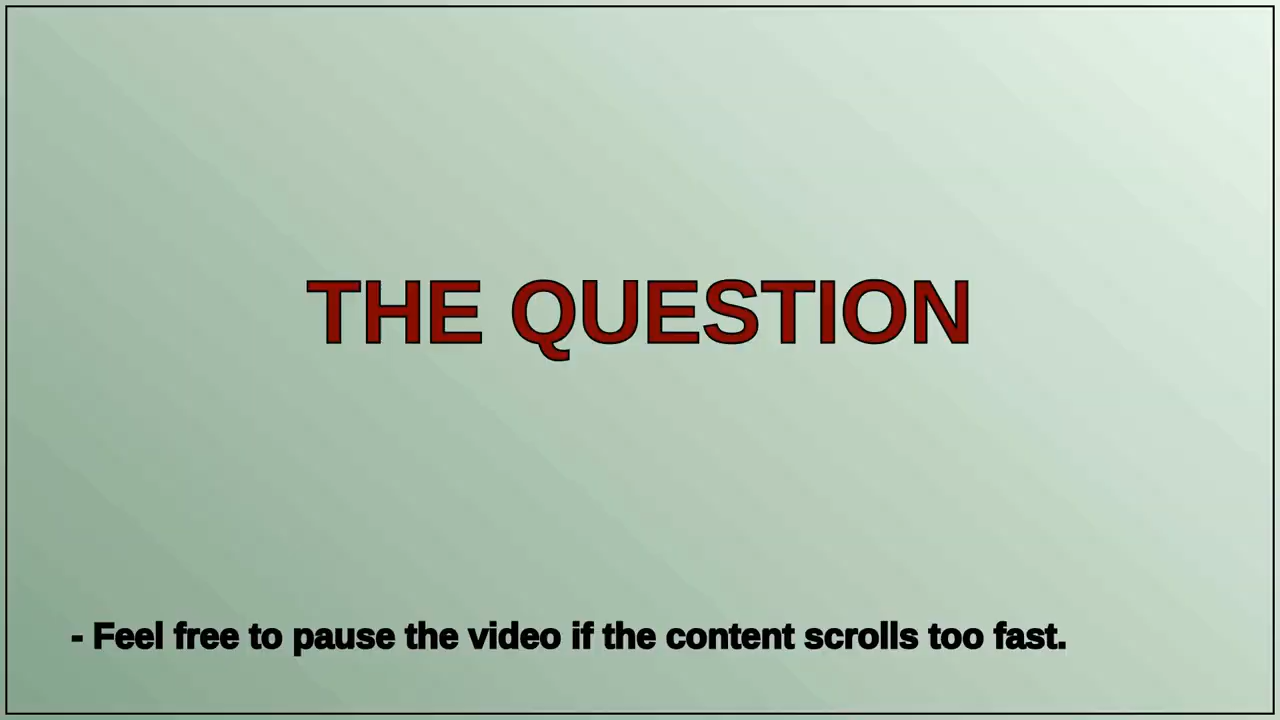 THE QUESTION
- Feel free to pause the video if the content scrolls too fast.